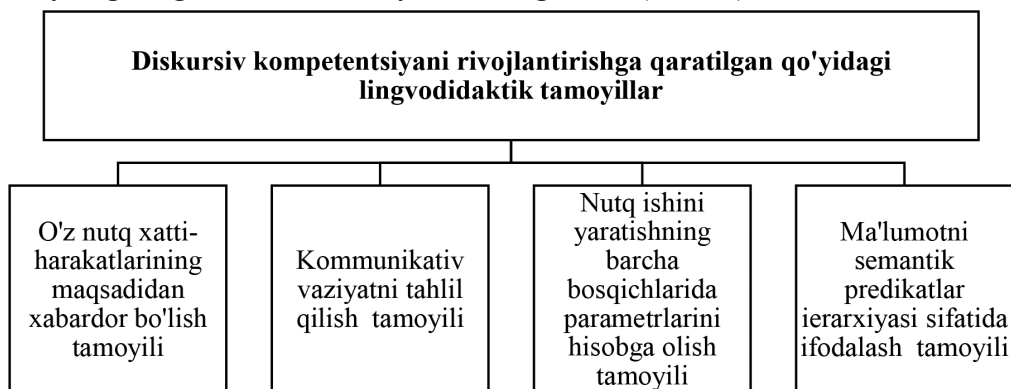 Diskursiv kompetentsiyani rivojlantirishga qaratilgan qo'yidagi
lingvodidaktik tamoyillar
O'z nutq xatti-
harakatlarining
maqsadidan
xabardor bo'lish
tamoyili
Kommunikativ
vaziyatni tahlil
qilish tamoyili
Nutq ishini
yaratishning
barcha
bosqichlarida
parametrlarini
hisobga olish
tamoyili
Ma'lumotni
semantik
predikatlar
ierarxiyasi sifatida
ifodalash tamoyili